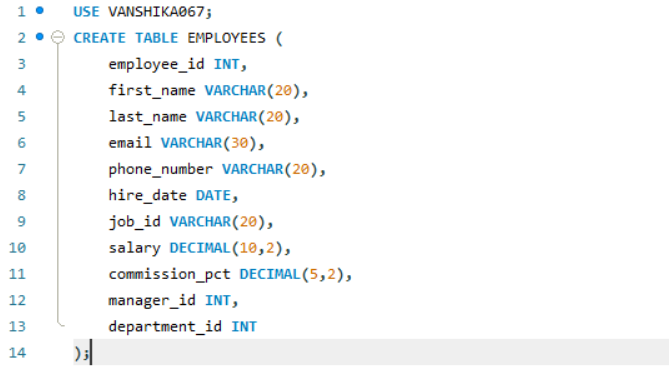 1 USE VANSHIKA067;
2 CREATE TABLE EMPLOYEES (
3 employee_id INT,
4 first_name VARCHAR(20),
5 last_name VARCHAR(20),
6 email VARCHAR(30),
7 phone_number VARCHAR(20),
8 hire_date DATE,
9 job_id VARCHAR(20),
10 salary DECIMAL(10,2),
11 commission_pct DECIMAL(5,2),
12 manager_id INT,
13 department_id INT
14 );